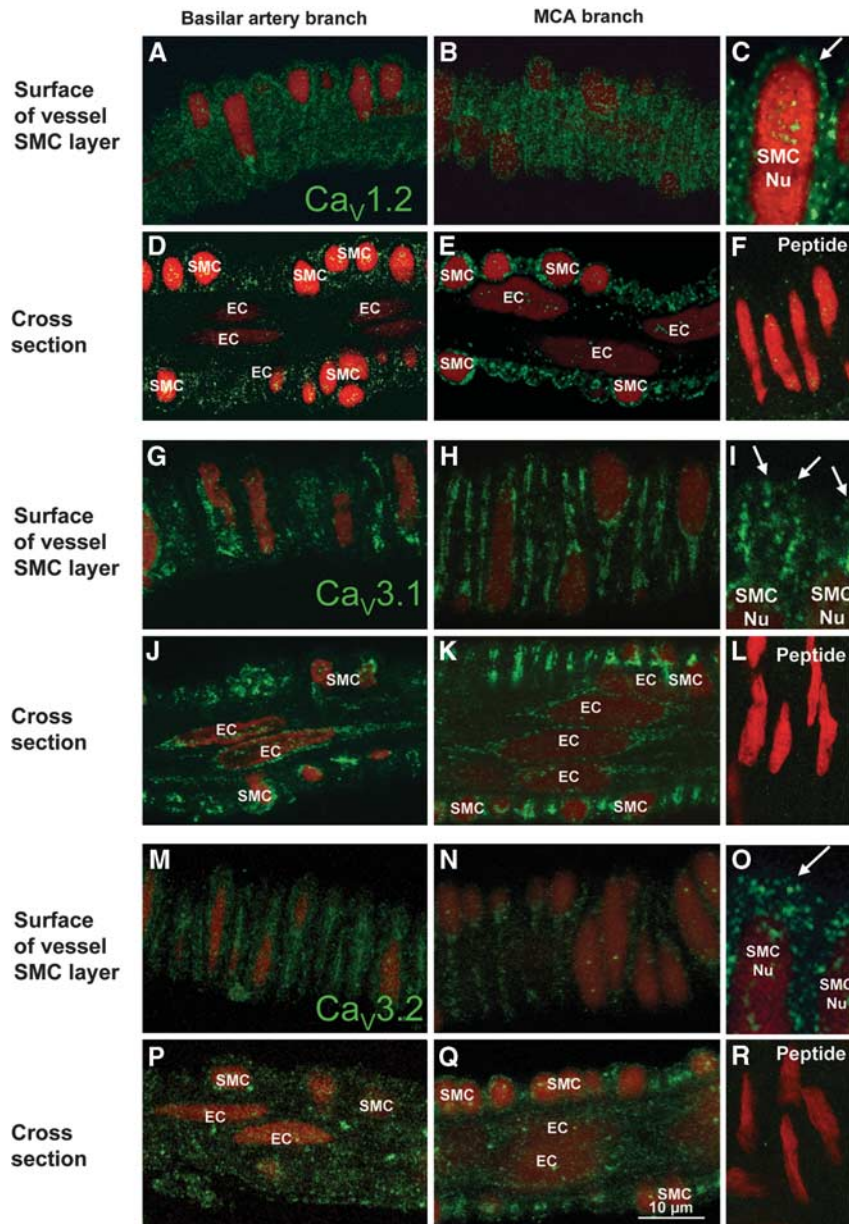 Basilar artery branch
MCA branch
Surface
of vessel
SMC layer
A
CaV1.2
B
C
SMC
Nu
Cross
section
D
SMC
SMC
SMC
EC
EC
EC
SMC
SMC
E
SMC
SMC
EC
EC
EC
SMC
SMC
F
Peptide
Surface
of vessel
SMC layer
G
CaV3.1
H
I
SMC
Nu
SMC
Nu
Cross
section
J
SMC
EC
EC
SMC
K
EC
SMC
EC
EC
EC
SMC
SMC
L
Peptide
Surface
of vessel
SMC layer
M
CaV3.2
N
O
SMC
Nu
SMC
Nu
Cross
section
P
SMC
SMC
EC
EC
Q
SMC
SMC
EC
EC
SMC
10 µm
R
Peptide